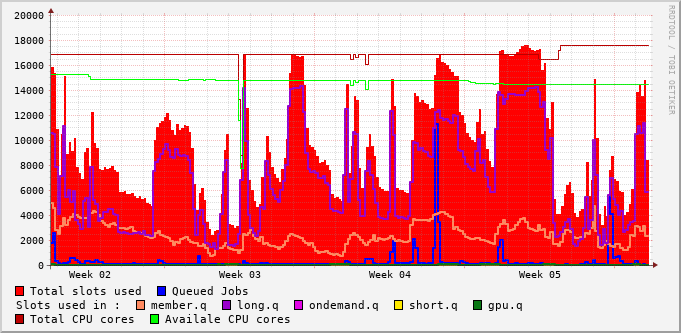 RRDTOOL / TOBI OETIKER
20000
18000
16000
14000
12000
10000
8000
6000
4000
2000
0
Week 02 Week 03 Week 04 Week 05
Total slots used Queued Jobs
Slots used in : member.q long.q ondemand.q short.q gpu.q
Total CPU cores Availale CPU cores